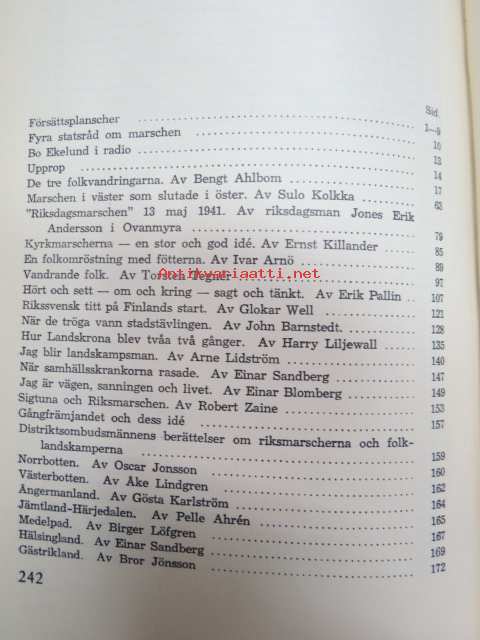 Sid.
Försättsplanscher 1—9
Fyra statsråd om marschen 10
Bo Ekelund i radio 13
Upprop 14
De tre folkvandringarna. Av Bengt Ahlbom 17
Marschen i väster som slutade i öster. Av Sulo Kolkka 63
"Riksdagsmarschen" 13 maj 1941. Av riksdagsman Jones Erik
Andersson i Ovanmyra 79
Kyrkmarscherna — en stor och god idé. Av Ernst Killander 85
En folkomröstning med fötterna. Av Ivar Arnö 89
Vandrande folk. Av Torsten Tegnér 97
Antikvariaatti.net
Hört och sett — om och kring — sagt och tänkt. Av Erik Pallin 107
Rikssvensk titt på Finlands start. Av Glokar Well 121
När de tröga vann stadstävlingen. Av John Barnstedt. 128
Hur Landskrona blev tvåa två gånger. Av Harry Liljewall 135
Jag blir landskampsman. Av Arne Lidström 140
När samhällsskrankorna rasade. Av Einar Sandberg 147
Jag är vägen, sanningen och livet. Av Einar Blomberg 149
Sigtuna och Riksmarschen. Av Robert Zaine 153
Gångfrämjandet och dess idé 157
Distriktsombudsmännens berättelser om riksmarscherna och folk-
landskamperna 159
Norrbotten. Av Oscar Jonsson 160
Västerbotten. Av Åke Lindgren 162
Ångermanland. Av Gösta Karlström 164
Jämtland-Härjedalen. Av Pelle Ahrén 165
Medelpad. Av Birger Löfgren 167
Hälsingland. Av Einar Sandberg 169
Gästrikland. Av Bror Jönsson 172
242